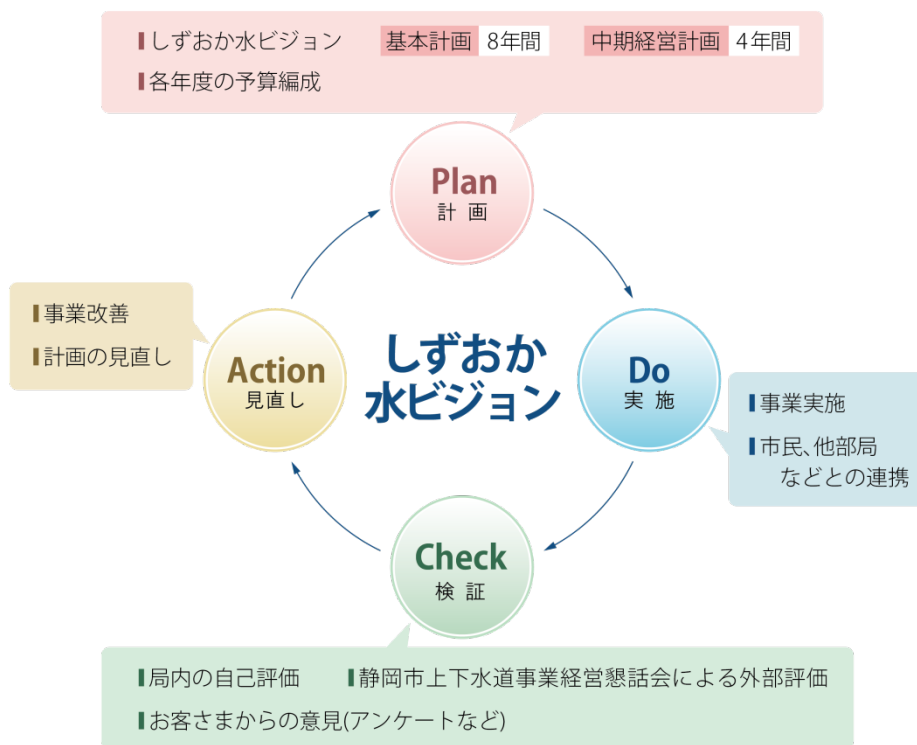 しずおか水ビジョン 基本計画 8年間 中期経営計画 4年間
各年度の予算編成
Plan
計画
事業改善
計画の見直し
Action
見直し
しずおか
水ビジョン
Do
実施
事業実施
市民、他部局
などとの連携
Check
検証
局内の自己評価 静岡市上下水道事業経営懇話会による外部評価
お客さまからの意見(アンケートなど)